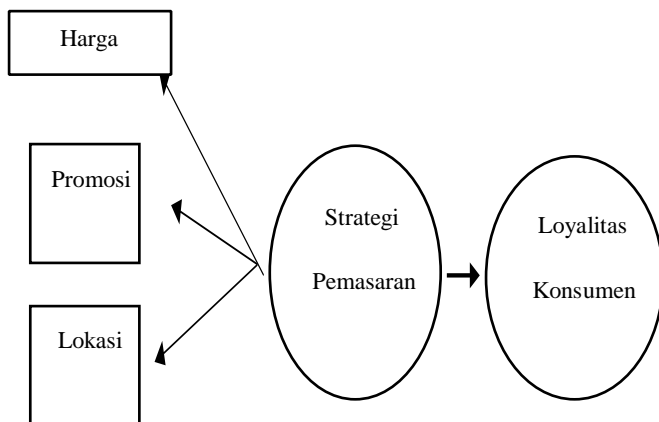 Harga
Promosi
Lokasi
Strategi
Pemasaran
Loyalitas
Konsumen